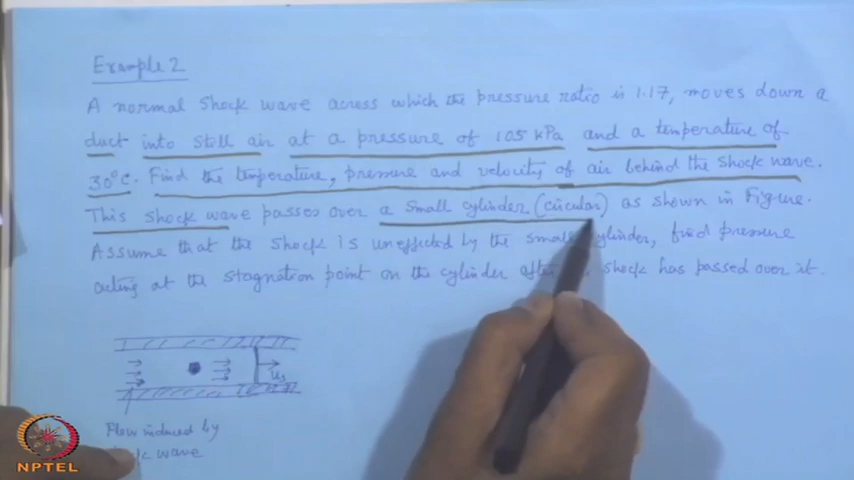 Example 2
A normal Shock wave across which the pressure ratio is 1.17, moves down a
duct into still air at a pressure of 105 kPa and a temperature of
30°C. Find the temperature, pressure and velocity of air behind the shock wave.
This shock wave passes over a small cylinder (circular) as shown in Figure.
Assume that the shock is uneffected by the small cylinder, find pressure
acting at the stagnation point on the cylinder after shock has passed over it.
Us
Flow induced by
wave
NPTEL